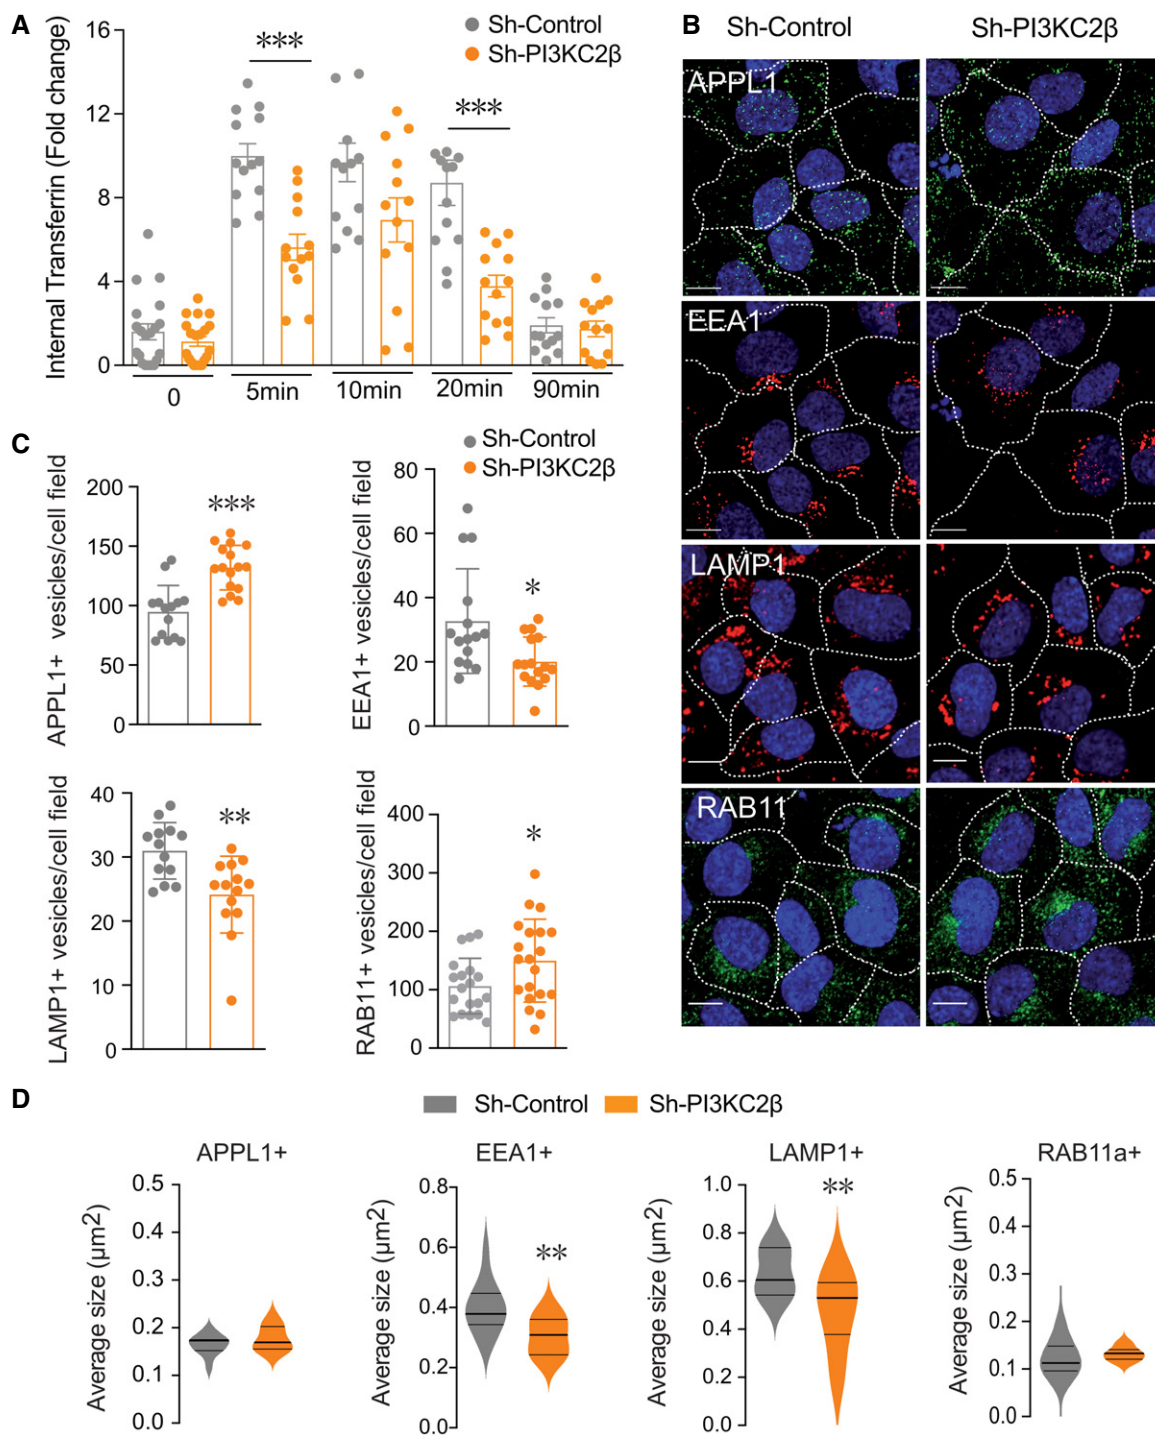 A
Internal Transferrin (Fold change)
16
12
8
4
0
Sh-Control
Sh-PI3KC2β
***
***
0
5min
10min
20min
90min
B
Sh-Control
Sh-PI3KC2β
APPL1
EEA1
LAMP1
RAB11
C
Sh-Control
Sh-PI3KC2β
APPL1+ vesicles/cell field
200
150
100
50
0
***
EEA1+ vesicles/cell field
80
60
40
20
0
*
LAMP1+ vesicles/cell field
40
30
20
10
0
**
RAB11+ vesicles/cell field
400
300
200
100
0
*
D
Sh-Control
Sh-PI3KC2β
APPL1+
Average size (µm2)
0.5
0.4
0.3
0.2
0.1
0.0
EEA1+
Average size (µm2)
0.8
0.6
0.4
0.2
0.0
**
LAMP1+
Average size (µm2)
1.0
0.8
0.6
0.4
0.2
0.0
**
RAB11a+
Average size (µm2)
0.5
0.4
0.3
0.2
0.1
0.0